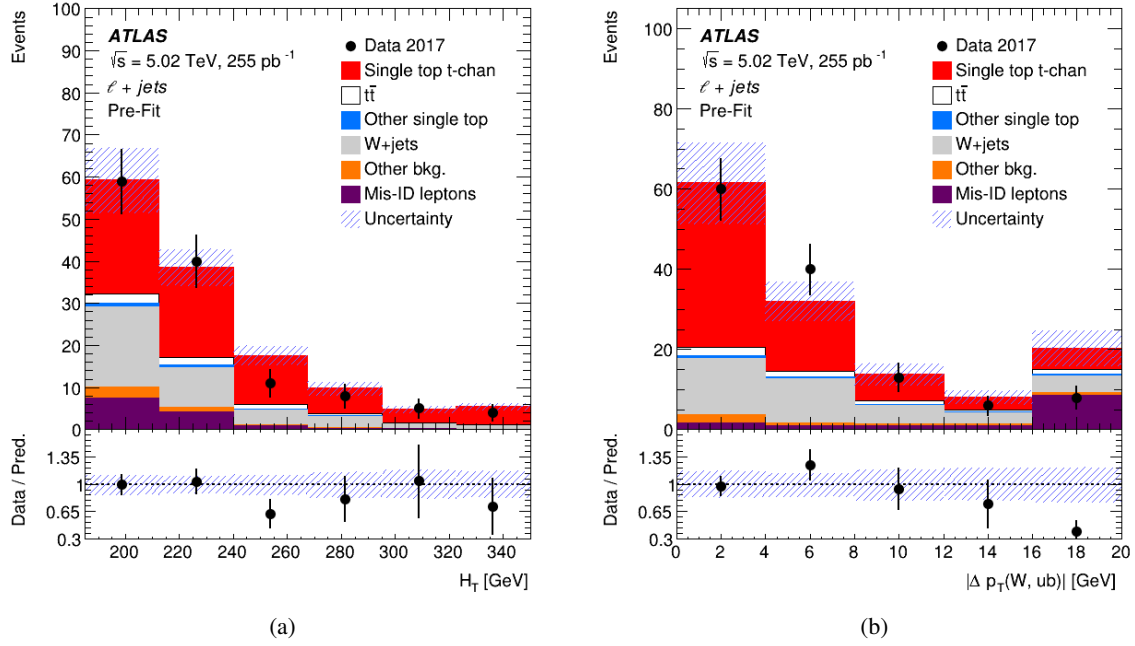 Events
100
90
80
70
60
50
40
30
20
10
0
ATLAS
√s = 5.02 TeV, 255 pb⁻¹
ℓ + jets
Pre-Fit
Data 2017
Single top t-chan
tt̄
Other single top
W+jets
Other bkg.
Mis-ID leptons
Uncertainty
Data / Pred.
1.35
1
0.65
0.3
200 220 240 260 280 300 320 340
H_T [GeV]
(a)
Events
100
80
60
40
20
0
ATLAS
√s = 5.02 TeV, 255 pb⁻¹
ℓ + jets
Pre-Fit
Data 2017
Single top t-chan
tt̄
Other single top
W+jets
Other bkg.
Mis-ID leptons
Uncertainty
Data / Pred.
1.35
1
0.65
0.3
0 2 4 6 8 10 12 14 16 18 20
|Δ p_T(W, ub)| [GeV]
(b)